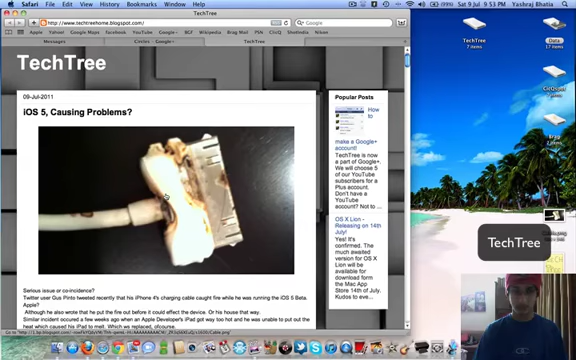 Safari File Edit View History Bookmarks Window Help
Sat 9 Jul 9:53 PM Yashraj Bhatia
TechTree
http://www.techtreehome.blogspot.com/
Google
Apple Yahoo! Google Maps Facebook YouTube Wikipedia Google+
Messages
Circles - Google+
TechTree
TechTree
09-Jul-2011
iOS 5, Causing Problems?
Serious issue or co-incidence?
Twitter user Gus Pinto tweeted recently that his iPhone 4's charging cable caught fire while he was running the iOS 5 Beta.
Apple?
Although he also wrote that he put the fire out before it could effect the device. Or his house that way.
Similar incident occurred a few weeks ago when an Apple Developer's iPad got way too hot and he was unable to put out the
heat which caused his iPad to melt. Which was replaced, ofcourse.
Popular Posts
How
to
make a Google+
account!
TechTree is now
a part of Google+.
We will choose 5
of our YouTube
subscribers for a
Plus account.
Don't have a
YouTube
account? Not to...
OS X Lion -
Releasing on 14th
July!
Yes! It's
confirmed. The
much awaited
version for OS X
Lion will be
available for
download form
the Mac App
Store 14th of July.
Kudos to eve...
TechTree
7 items
Data
TechTree